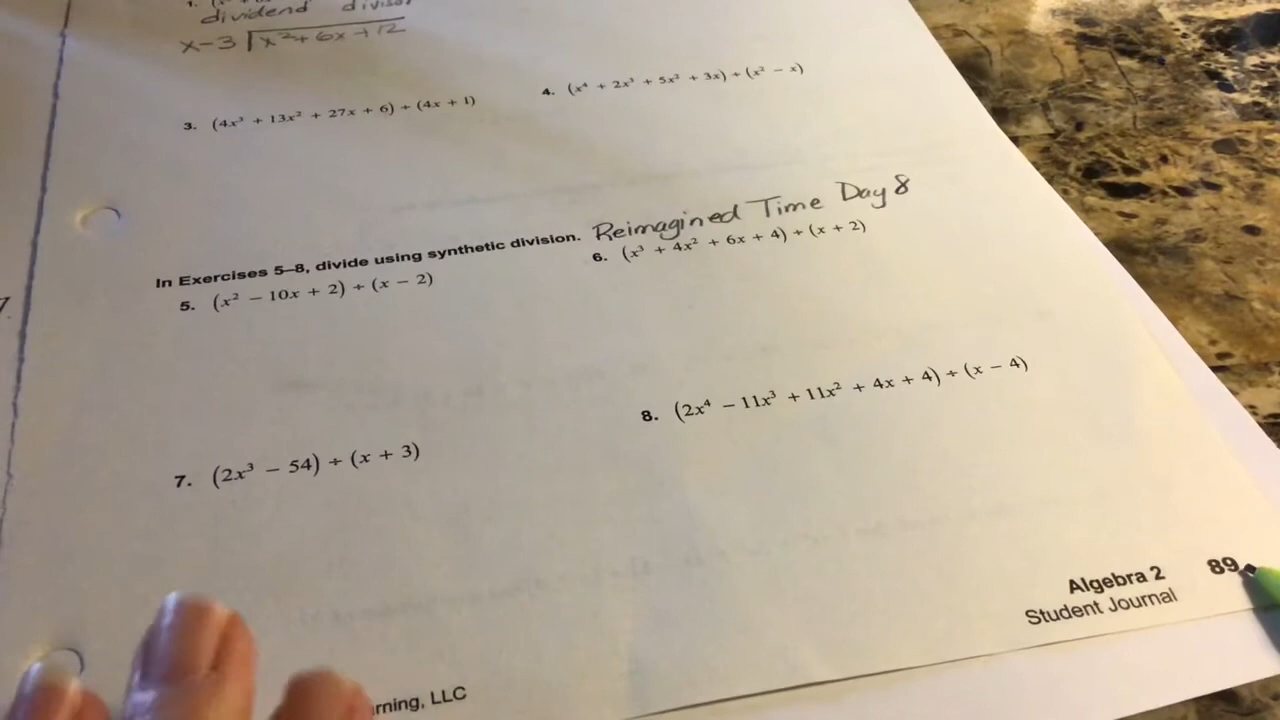 1.
dividend divisor
x-3 x²+6x+12
3. (4x³ + 13x² + 27x + 6) ÷ (4x + 1)
4. (x⁴ + 2x³ + 5x² + 3x) ÷ (x² − x)
In Exercises 5–8, divide using synthetic division. Reimagined Time Day 8
5. (x² − 10x + 2) ÷ (x − 2)
6. (x³ + 4x² + 6x + 4) ÷ (x + 2)
7. (2x³ − 54) ÷ (x + 3)
8. (2x⁴ − 11x³ + 11x² + 4x + 4) ÷ (x − 4)
Algebra 2 89
Student Journal
rning, LLC